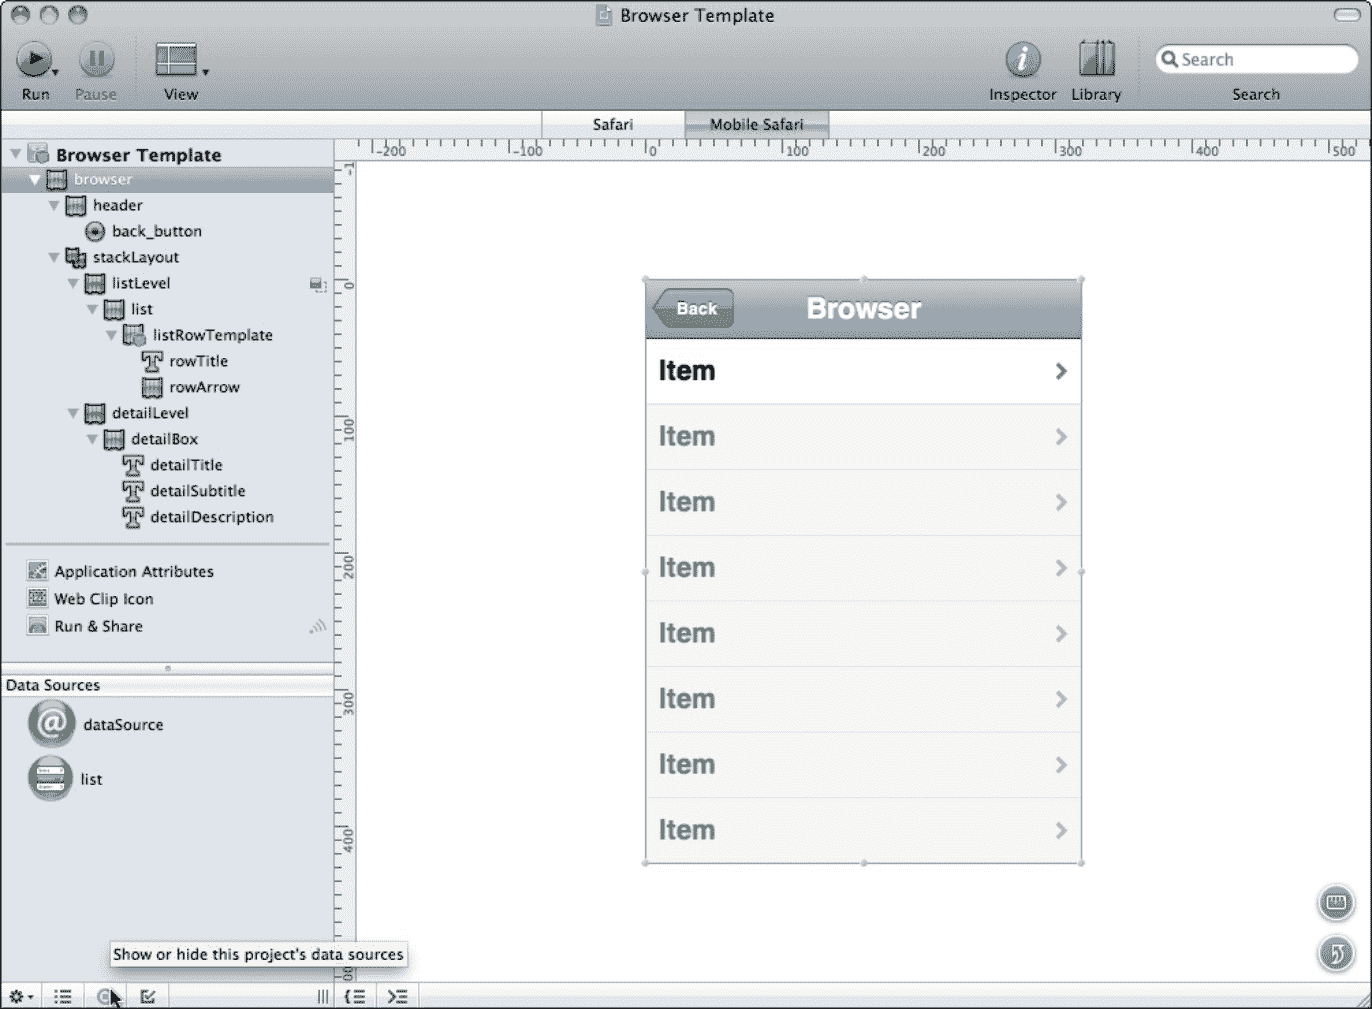 Browser Template
Run
Pause
View
Inspector
Library
Search
Search
Safari
Mobile Safari
-200
-100
0
100
200
300
400
500
Browser Template
browser
header
back_button
stackLayout
listLevel
list
listRowTemplate
rowTitle
rowArrow
detailLevel
detailBox
detailTitle
detailSubtitle
detailDescription
Application Attributes
Web Clip Icon
Run & Share
Data Sources
dataSource
list
0
100
200
300
400
Back
Browser
Item
Item
Item
Item
Item
Item
Item
Item
Show or hide this project's data sources